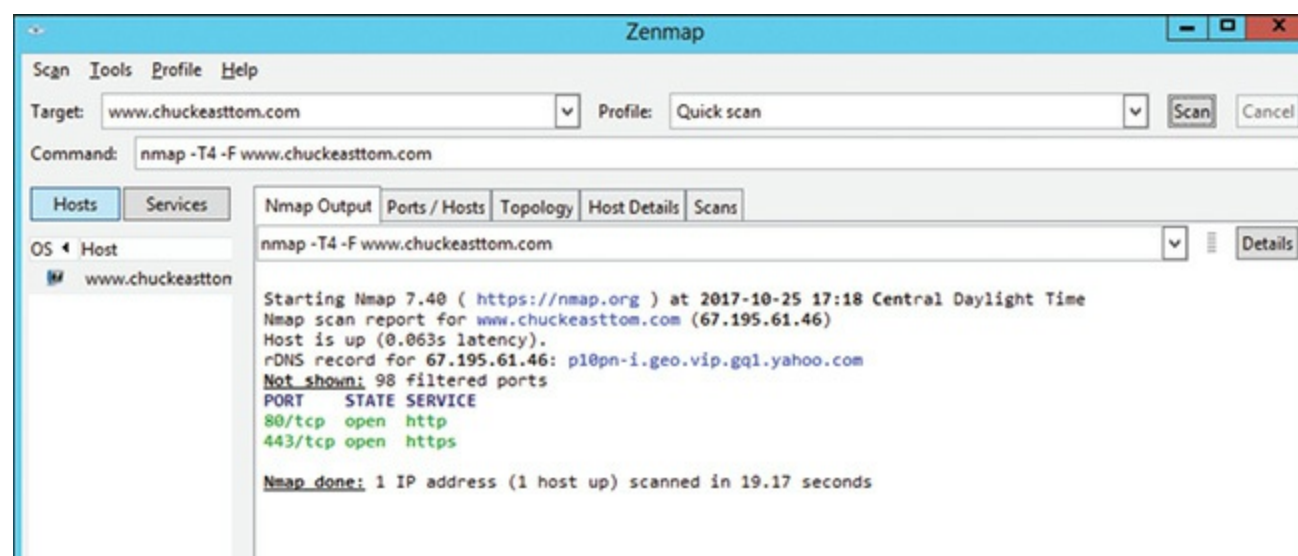 Zenmap
Scan Tools Profile Help
Target: www.chuckeasttom.com Profile: Quick scan Scan Cancel
Command: nmap -T4 -F www.chuckeasttom.com
Hosts Services Nmap Output Ports / Hosts Topology Host Details Scans
OS Host nmap -T4 -F www.chuckeasttom.com Details
www.chuckeasttom
Starting Nmap 7.40 ( https://nmap.org ) at 2017-10-25 17:18 Central Daylight Time
Nmap scan report for www.chuckeasttom.com (67.195.61.46)
Host is up (0.063s latency).
rDNS record for 67.195.61.46: p10pn-i.geo.vip.gq1.yahoo.com
Not shown: 98 filtered ports
PORT STATE SERVICE
80/tcp open http
443/tcp open https
Nmap done: 1 IP address (1 host up) scanned in 19.17 seconds